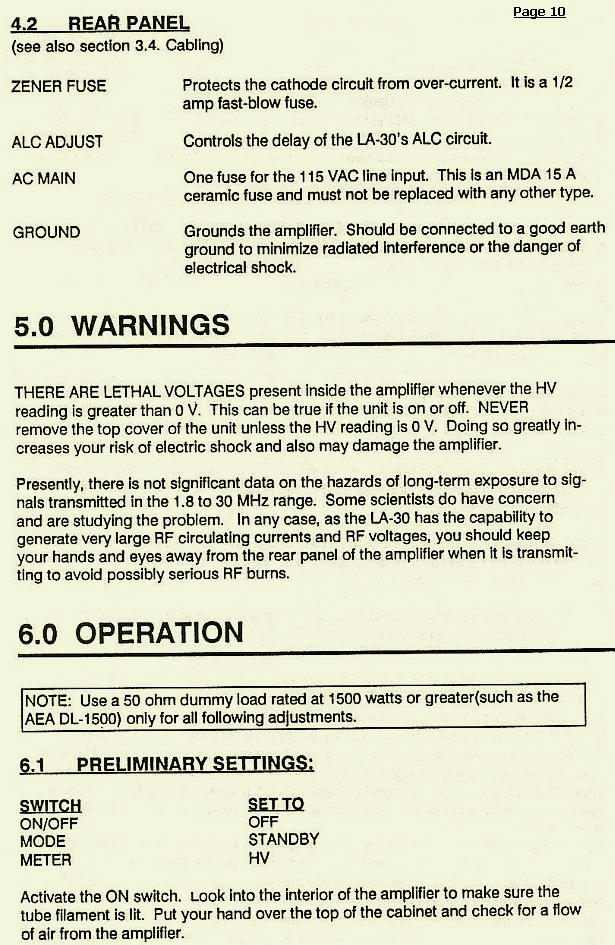 Page 10
4.2 REAR PANEL
(see also section 3.4. Cabling)
ZENER FUSE Protects the cathode circuit from over-current. It is a 1/2
amp fast-blow fuse.
ALC ADJUST Controls the delay of the LA-30's ALC circuit.
AC MAIN One fuse for the 115 VAC line input. This is an MDA 15 A
ceramic fuse and must not be replaced with any other type.
GROUND Grounds the amplifier. Should be connected to a good earth
ground to minimize radiated interference or the danger of
electrical shock.
5.0 WARNINGS
THERE ARE LETHAL VOLTAGES present inside the amplifier whenever the HV
reading is greater than 0 V. This can be true if the unit is on or off. NEVER
remove the top cover of the unit unless the HV reading is 0 V. Doing so greatly in-
creases your risk of electric shock and also may damage the amplifier.
Presently, there is not significant data on the hazards of long-term exposure to sig-
nals transmitted in the 1.8 to 30 MHz range. Some scientists do have concern
and are studying the problem. In any case, as the LA-30 has the capability to
generate very large RF circulating currents and RF voltages, you should keep
your hands and eyes away from the rear panel of the amplifier when it is transmit-
ting to avoid possibly serious RF burns.
6.0 OPERATION
NOTE: Use a 50 ohm dummy load rated at 1500 watts or greater(such as the
AEA DL-1500) only for all following adjustments.
6.1 PRELIMINARY SETTINGS:
SWITCH SET TO
ON/OFF OFF
MODE STANDBY
METER HV
Activate the ON switch. Look into the interior of the amplifier to make sure the
tube filament is lit. Put your hand over the top of the cabinet and check for a flow
of air from the amplifier.